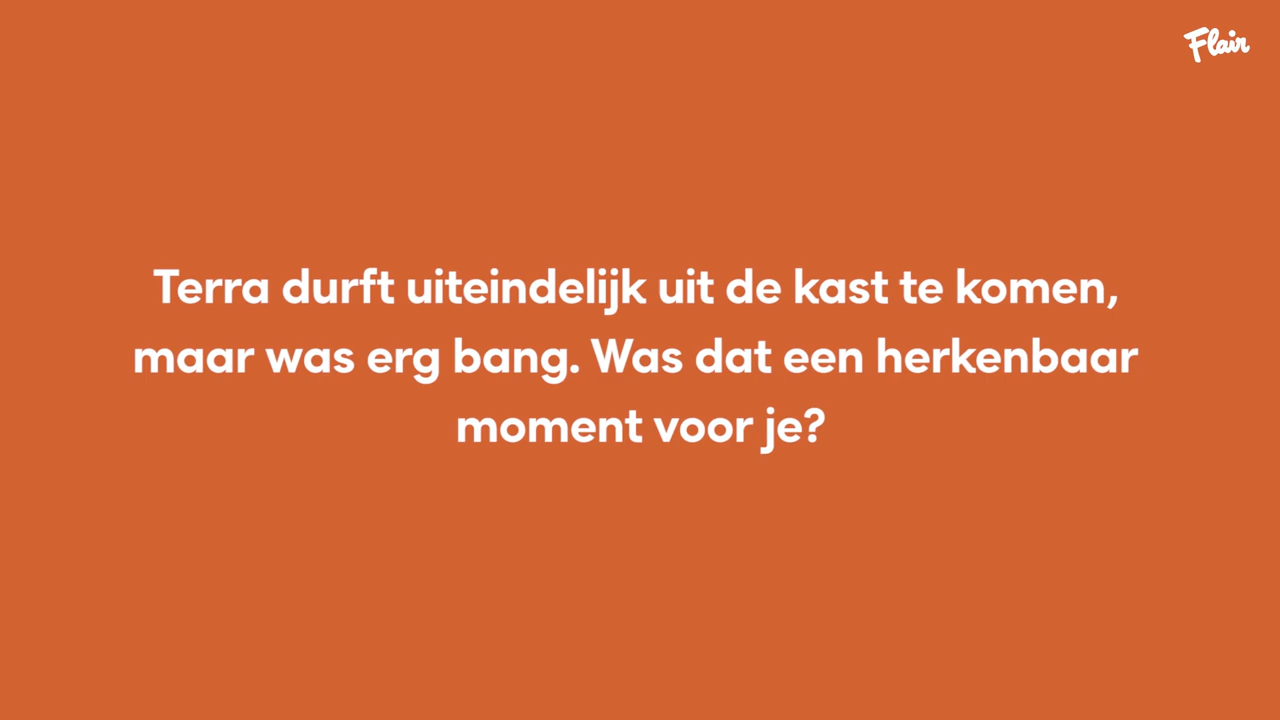 Flair
Terra durft uiteindelijk uit de kast te komen,
maar was erg bang. Was dat een herkenbaar
moment voor je?